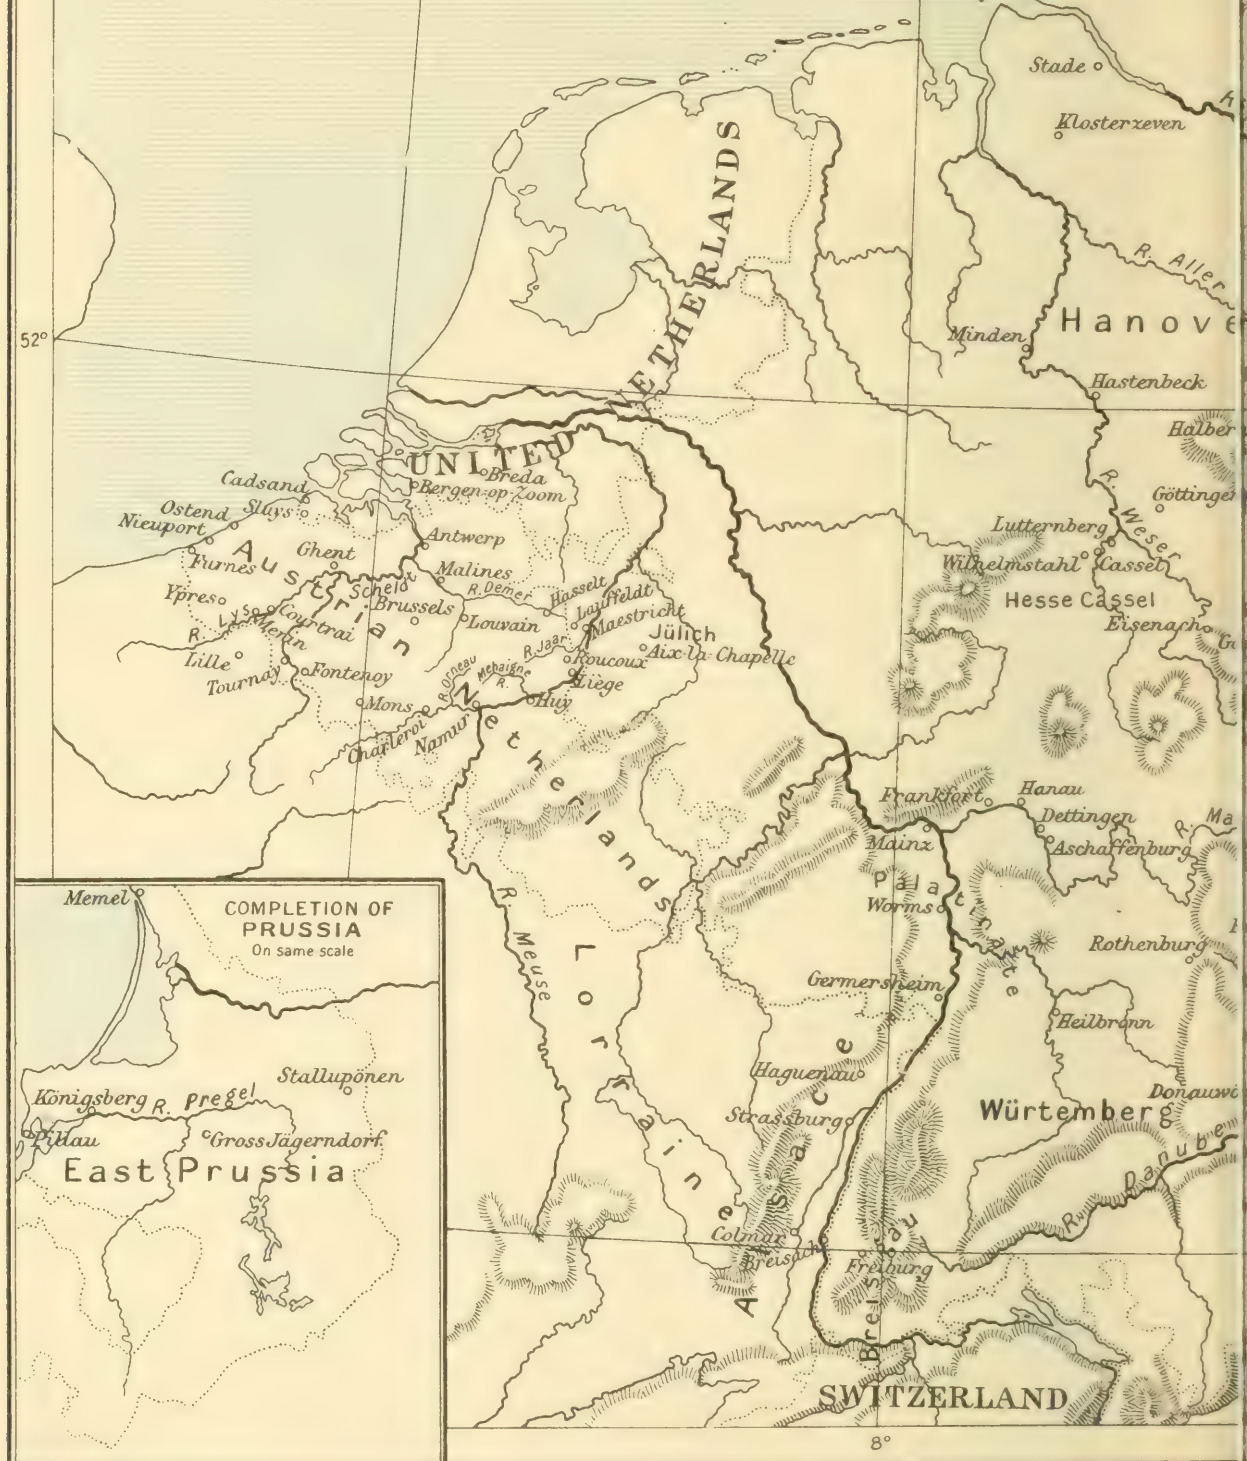 Stade
Klosterzeven
R. Aller
UNITED NETHERLANDS
52°
Hanove
Minden
Hastenbeck
Halber
R. Weser
Göttinge
Breda
Bergen-op-Zoom
Cadsand
Sluys
Ostend
Nieuport
Furnes
Antwerp
Ghent
Austrian Netherlands
Malines
Scheldt
R. Demer
Hasselt
Lauffeldt
Maestricht
Ypres
Brussels
Louvain
R. Lys
Courtrai
Menin
Jülich
Aix-la-Chapelle
R. Jaar
Roucoux
Lille
Tournay
Fontenoy
R. Orneau
Mehaigne
R.
Liège
Huy
Mons
Charleroi
Namur
Lutternberg
Wilhelmstahl
Cassel
Hesse Cassel
Eisenach
Go
Frankfort
Hanau
Dettingen
Aschaffenburg
R. Ma
Mainz
Palatinate
Worms
Rothenburg
R. Meuse
Lorraine
Germersheim
Heilbronn
Haguenau
Alsace
Strassburg
Würtemberg
Donauwö
R. Danube
Colmar
Breisach
Freiburg
Breisgau
SWITZERLAND
8°
COMPLETION OF
PRUSSIA
On same scale
Memel
Stallupönen
Königsberg
R. Pregel
Pillau
Gross Jägerndorf
East Prussia